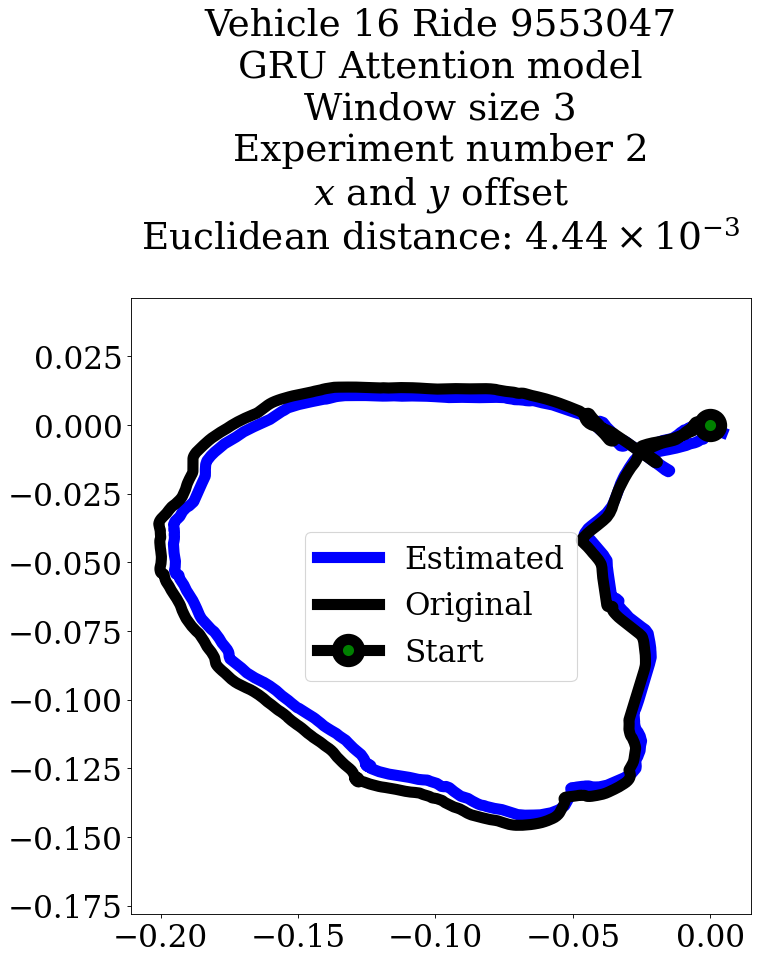 Vehicle 16 Ride 9553047
GRU Attention model
Window size 3
Experiment number 2
x and y offset
Euclidean distance: 4.44 × 10⁻³
0.025
0.000
−0.025
−0.050
−0.075
−0.100
−0.125
−0.150
−0.175
Estimated
Original
Start
−0.20 −0.15 −0.10 −0.05 0.00